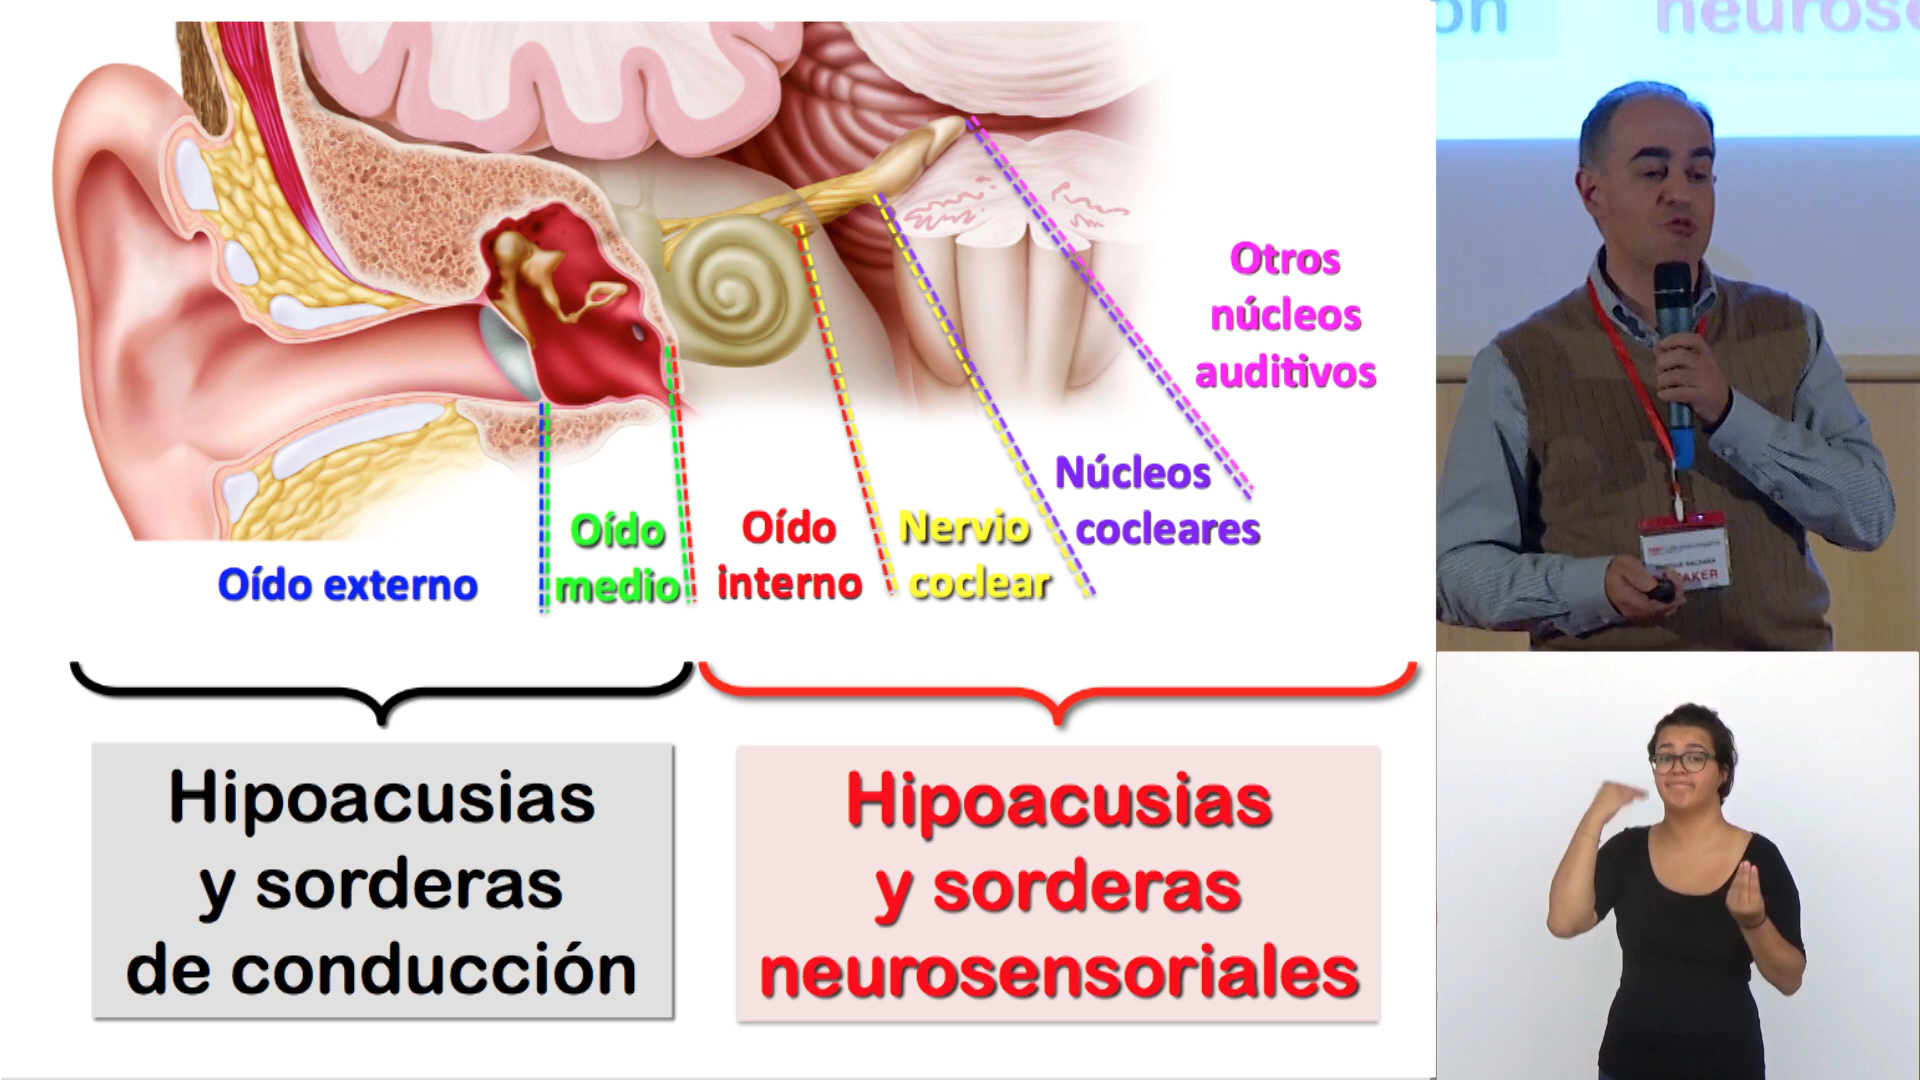 Otros
núcleos
auditivos
Núcleos
cocleares
Nervio
coclear
Oído
interno
Oído
medio
Oído externo
Hipoacusias
y sorderas
de conducción
Hipoacusias
y sorderas
neurosensoriales